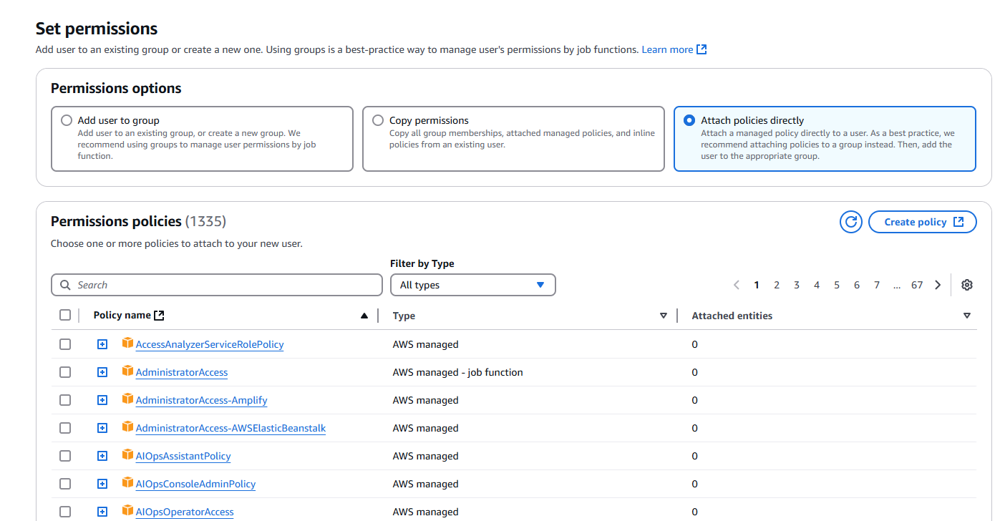 Set permissions
Add user to an existing group or create a new one. Using groups is a best-practice way to manage user's permissions by job functions. Learn more
Permissions options
Add user to group
Add user to an existing group, or create a new group. We
recommend using groups to manage user permissions by job
function.
Copy permissions
Copy all group memberships, attached managed policies, and inline
policies from an existing user.
Attach policies directly
Attach a managed policy directly to a user. As a best practice, we
recommend attaching policies to a group instead. Then, add the
user to the appropriate group.
Permissions policies (1335)
Create policy
Choose one or more policies to attach to your new user.
Filter by Type
Search
All types
1 2 3 4 5 6 7 ... 67
Policy name Type Attached entities
AccessAnalyzerServiceRolePolicy AWS managed 0
AdministratorAccess AWS managed - job function 0
AdministratorAccess-Amplify AWS managed 0
AdministratorAccess-AWSElasticBeanstalk AWS managed 0
AIOpsAssistantPolicy AWS managed 0
AIOpsConsoleAdminPolicy AWS managed 0
AIOpsOperatorAccess AWS managed 0